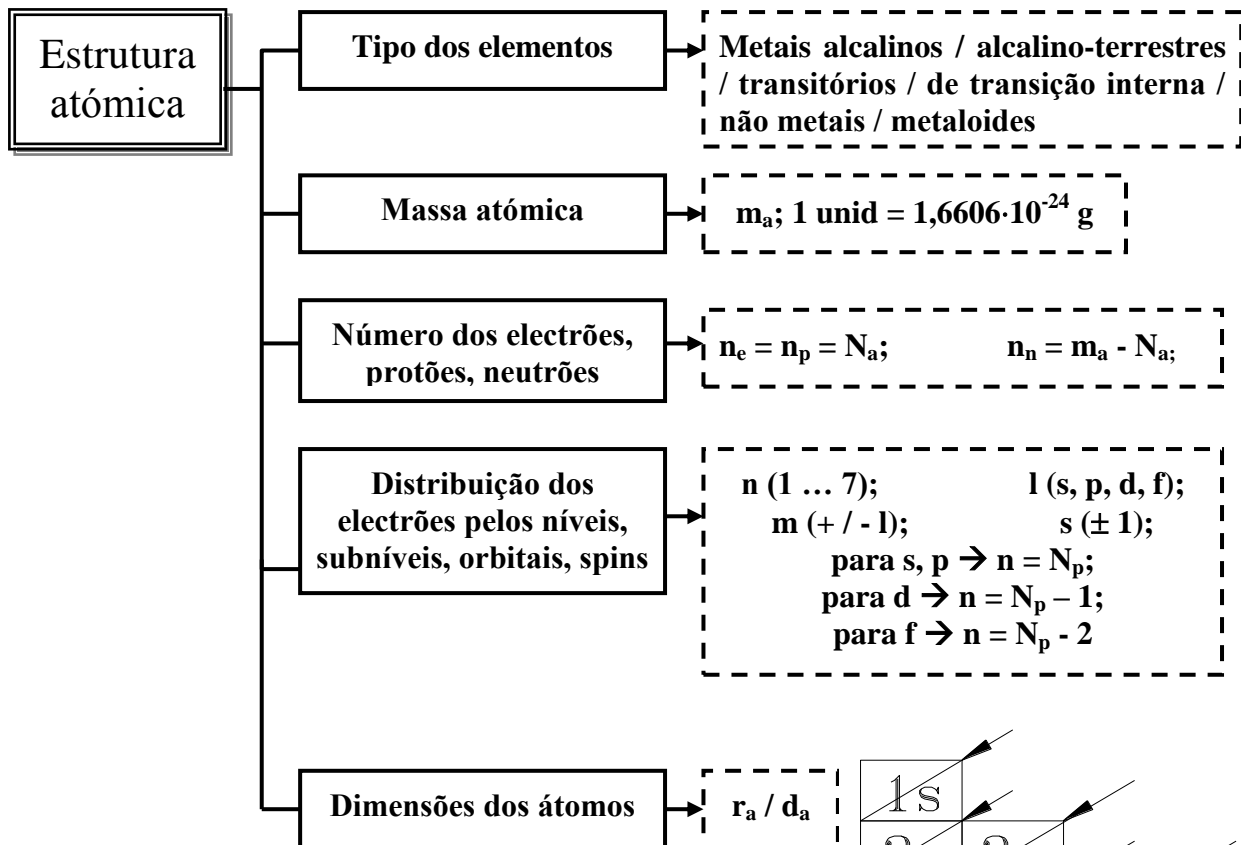 Estrutura
atómica
Tipo dos elementos
Metais alcalinos / alcalino-terrestres
/ transitórios / de transição interna /
não metais / metaloides
Massa atómica
mₐ; 1 unid = 1,6606·10⁻²⁴ g
Número dos electrões,
protões, neutrões
nₑ = nₚ = Nₐ; nₙ = mₐ - Nₐ;
Distribuição dos
electrões pelos níveis,
subníveis, orbitais, spins
n (1 … 7); l (s, p, d, f);
m (+ / - l); s (± 1);
para s, p → n = Nₚ;
para d → n = Nₚ – 1;
para f → n = Nₚ - 2
Dimensões dos átomos
rₐ / dₐ
1s